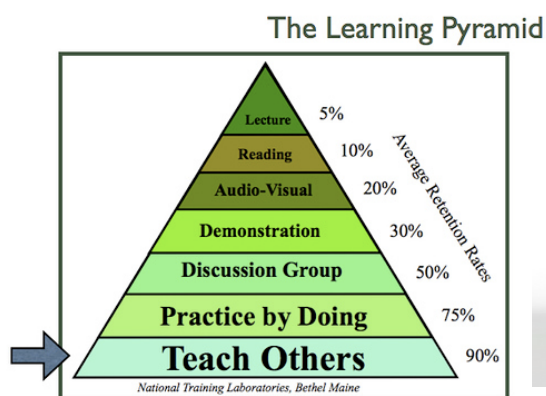 The Learning Pyramid
Lecture 5%
Reading 10%
Audio-Visual 20%
Demonstration 30%
Discussion Group 50%
Practice by Doing 75%
Teach Others 90%
Average Retention Rates
National Training Laboratories, Bethel Maine